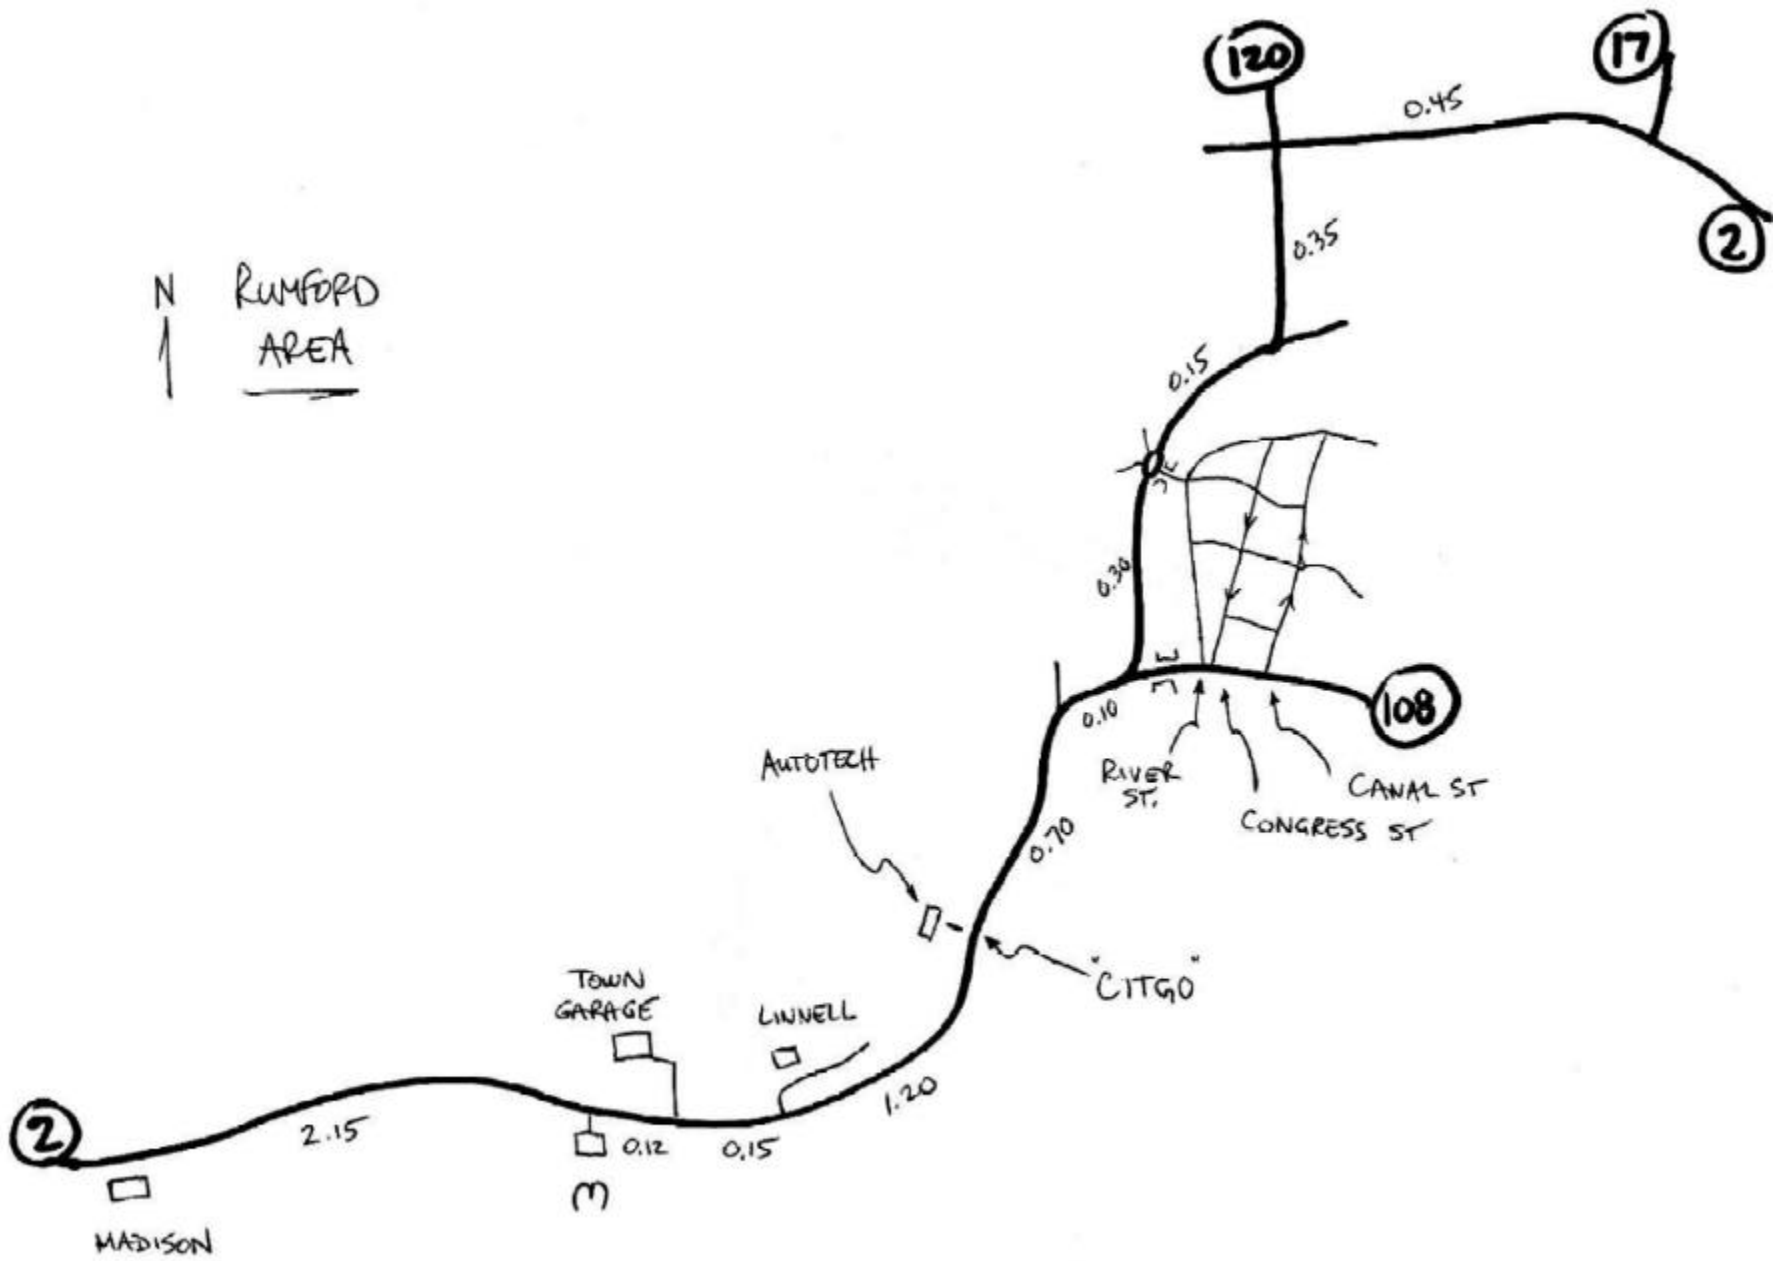 120
17
0.45
2
0.35
N RUMFORD
AREA
0.15
0.30
0.10
108
RIVER
ST.
CANAL ST
CONGRESS ST
AUTOTECH
0.70
"CITGO"
TOWN
GARAGE
LINNELL
1.20
2
2.15
0.12
0.15
MADISON